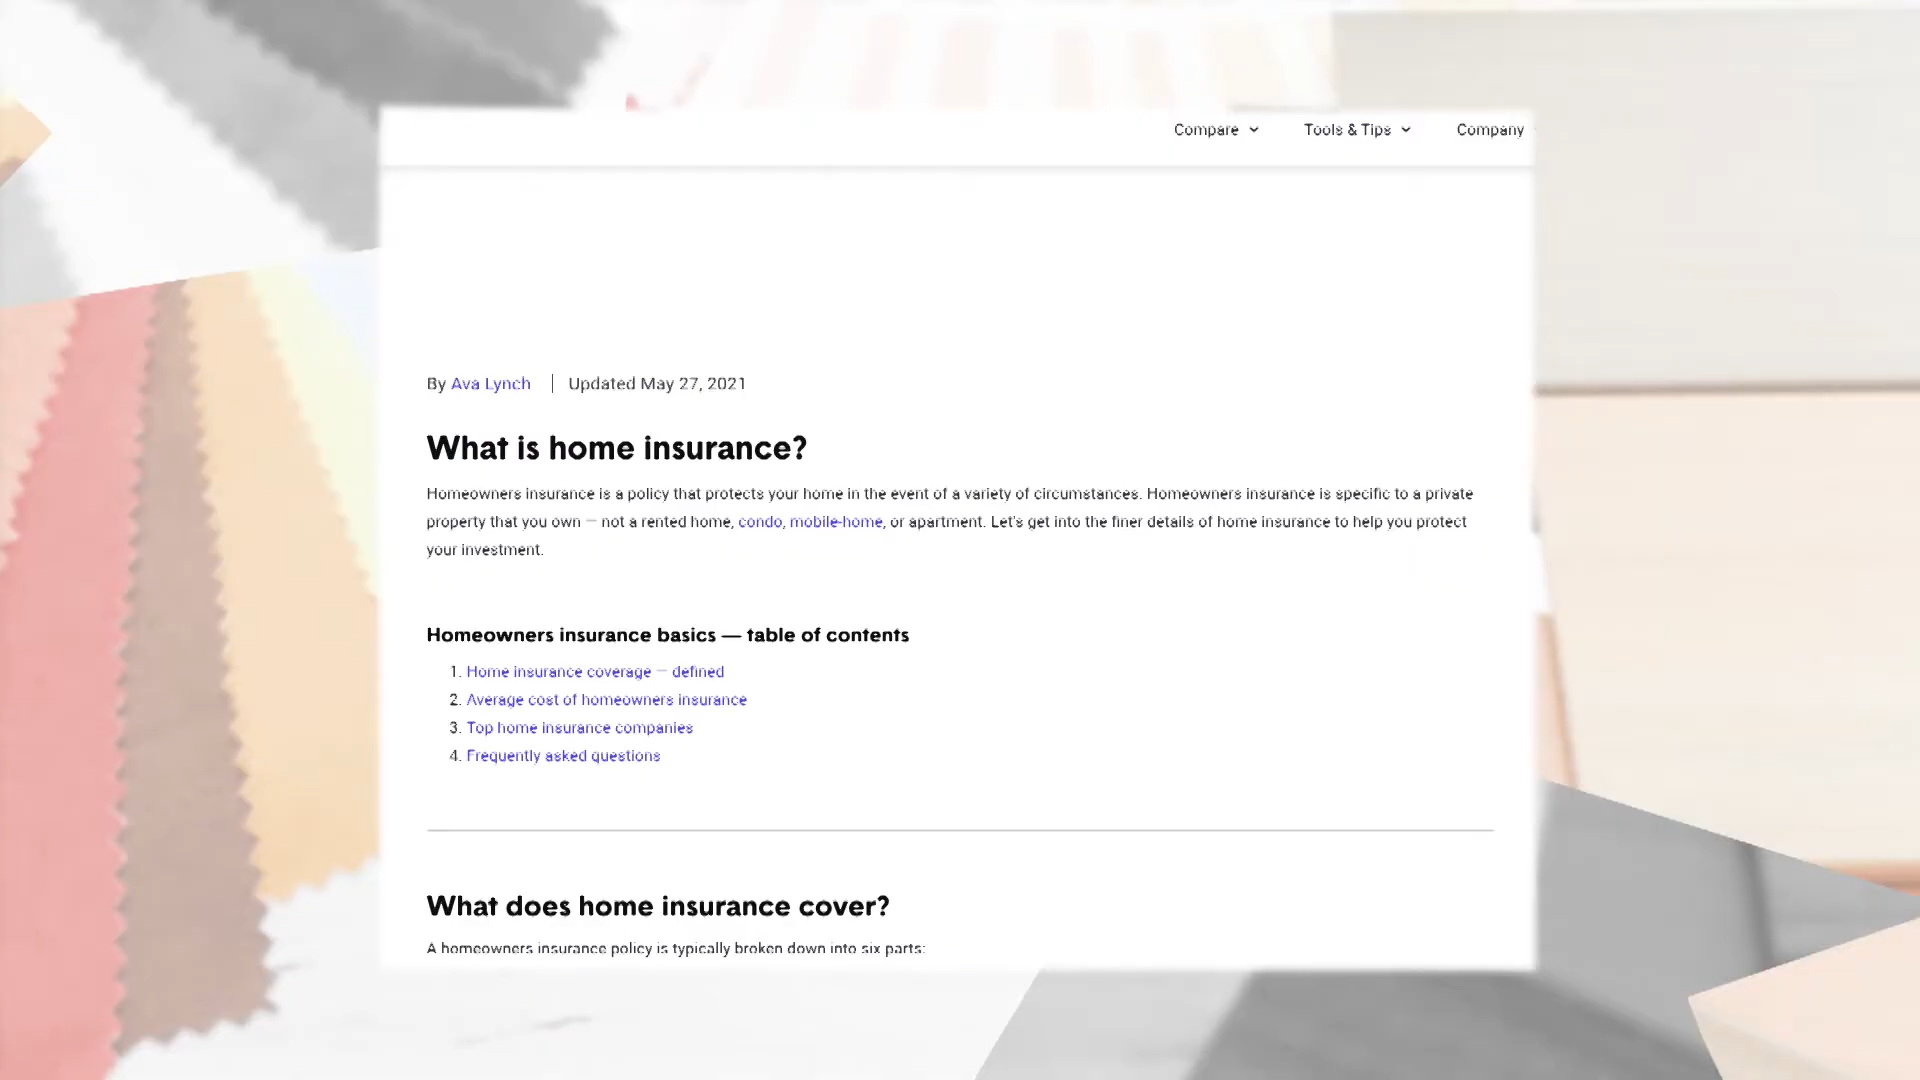 Compare
Tools & Tips
Company
By Ava Lynch | Updated May 27, 2021
What is home insurance?
Homeowners insurance is a policy that protects your home in the event of a variety of circumstances. Homeowners insurance is specific to a private
property that you own — not a rented home, condo, mobile-home, or apartment. Let's get into the finer details of home insurance to help you protect
your investment.
Homeowners insurance basics — table of contents
1. Home insurance coverage — defined
2. Average cost of homeowners insurance
3. Top home insurance companies
4. Frequently asked questions
What does home insurance cover?
A homeowners insurance policy is typically broken down into six parts: